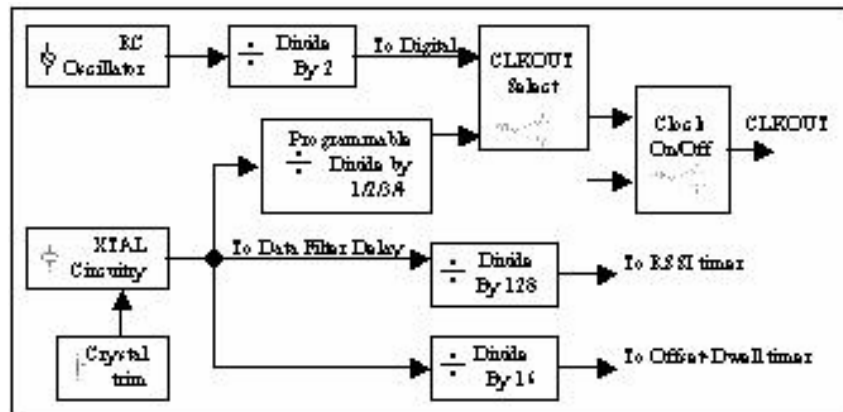 RC
Oscillator
÷ Divide
By 2
To Digital
CLKOUT
Select
Clock
On/Off
CLKOUT
÷ Programmable
Divide by
1/2/3/4
XTAL
Circuitry
To Data Filter Delay
÷ Divide
By 128
To RSSI timer
Crystal
trim
÷ Divide
By 16
To Offset-Dwell timer